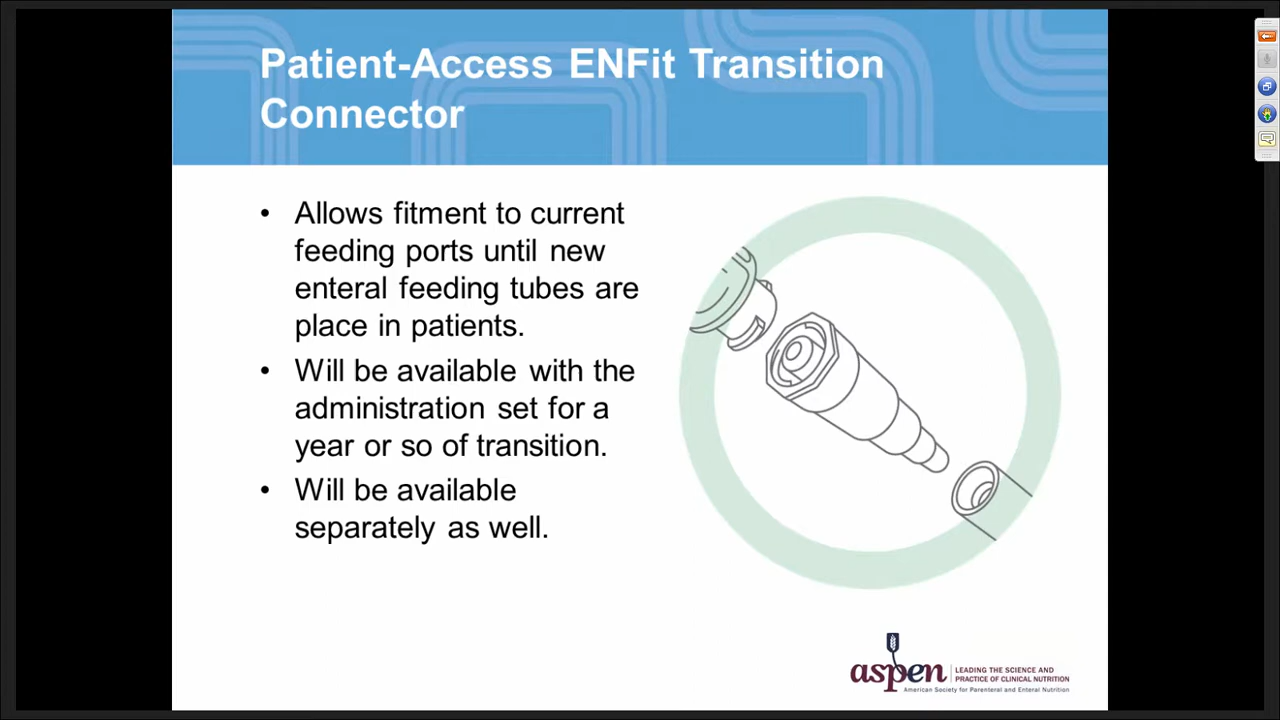 Patient-Access ENFit Transition
Connector
• Allows fitment to current
feeding ports until new
enteral feeding tubes are
place in patients.
• Will be available with the
administration set for a
year or so of transition.
• Will be available
separately as well.
aspen
LEADING THE SCIENCE AND
PRACTICE OF CLINICAL NUTRITION
American Society for Parenteral and Enteral Nutrition